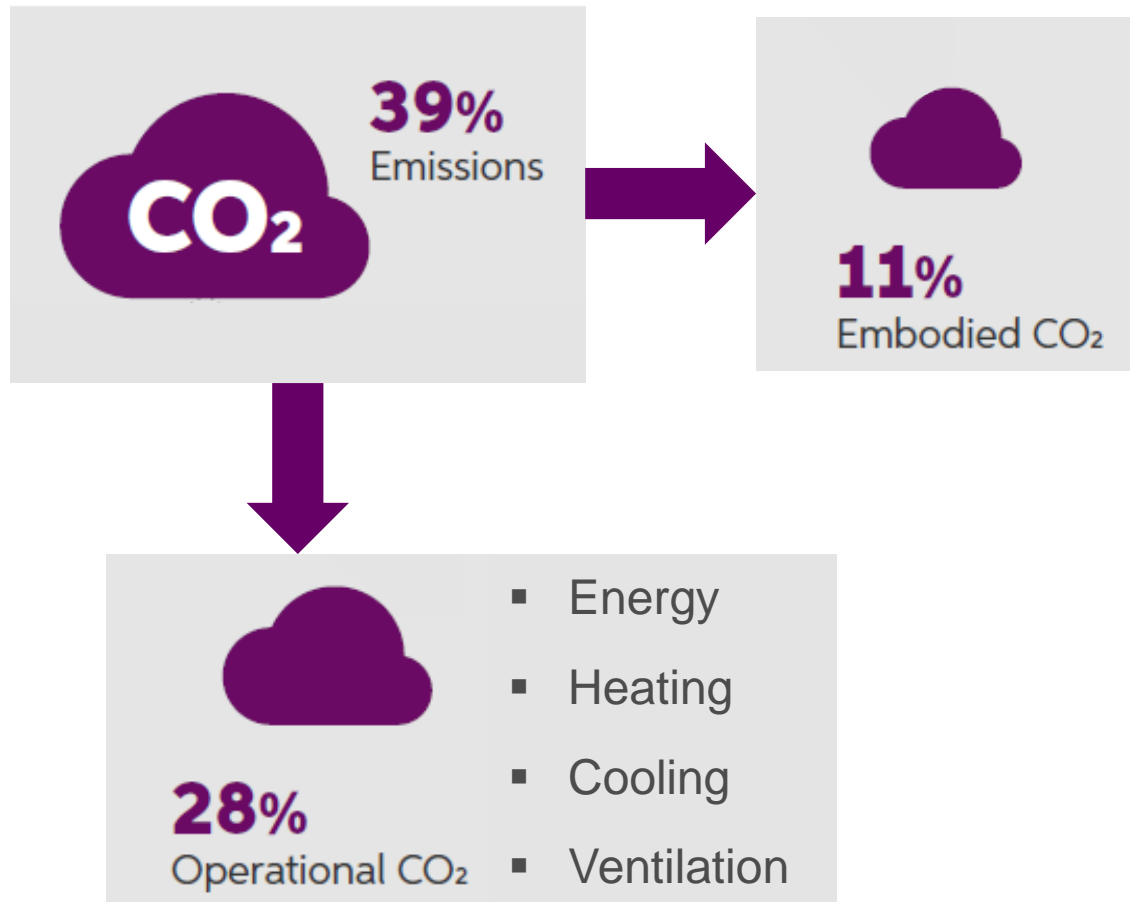 39%
Emissions
CO₂
11%
Embodied CO₂
28%
Operational CO₂
▪ Energy
▪ Heating
▪ Cooling
▪ Ventilation